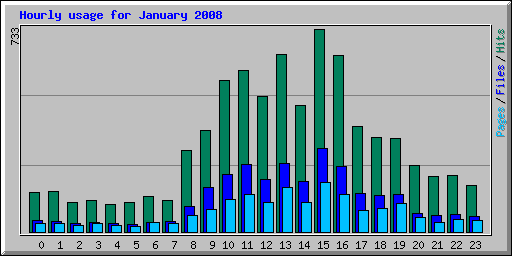 Hourly usage for January 2008
733
Pages / Files / Hits
0 1 2 3 4 5 6 7 8 9 10 11 12 13 14 15 16 17 18 19 20 21 22 23